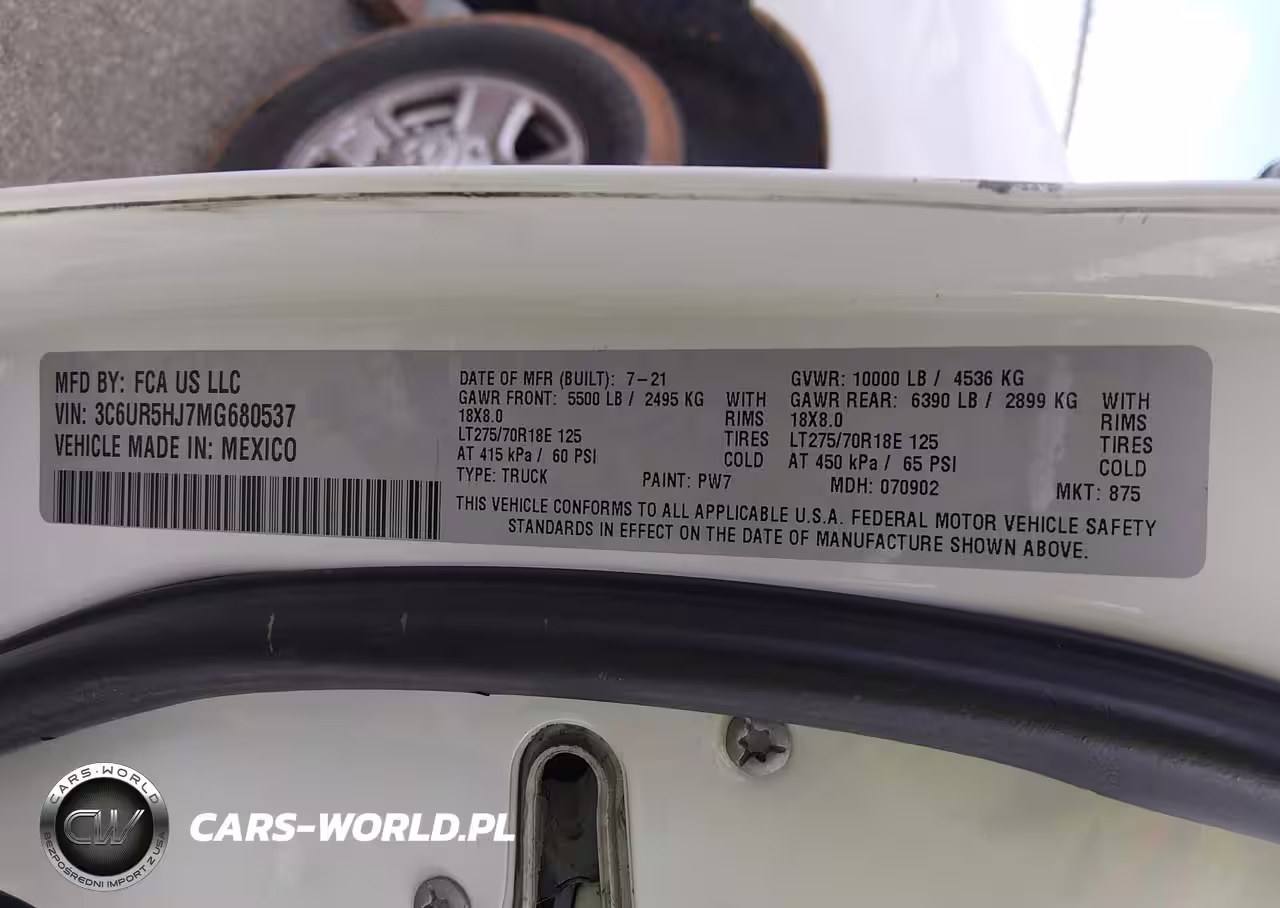 MFD BY: FCA US LLC
VIN: 3C6UR5HJ7MG680537
VEHICLE MADE IN: MEXICO
DATE OF MFR (BUILT): 7-21
GVWR: 10000 LB / 4536 KG
GAWR FRONT: 5500 LB / 2495 KG WITH
GAWR REAR: 6390 LB / 2899 KG WITH
18X8.0 RIMS
18X8.0 RIMS
LT275/70R18E 125 TIRES
LT275/70R18E 125 TIRES
AT 415 kPa / 60 PSI COLD
AT 450 kPa / 65 PSI COLD
TYPE: TRUCK PAINT: PW7 MDH: 070902 MKT: 875
THIS VEHICLE CONFORMS TO ALL APPLICABLE U.S.A. FEDERAL MOTOR VEHICLE SAFETY
STANDARDS IN EFFECT ON THE DATE OF MANUFACTURE SHOWN ABOVE.
CARS-WORLD
CW
BEZPOŚREDNI IMPORT Z USA
CARS-WORLD.PL